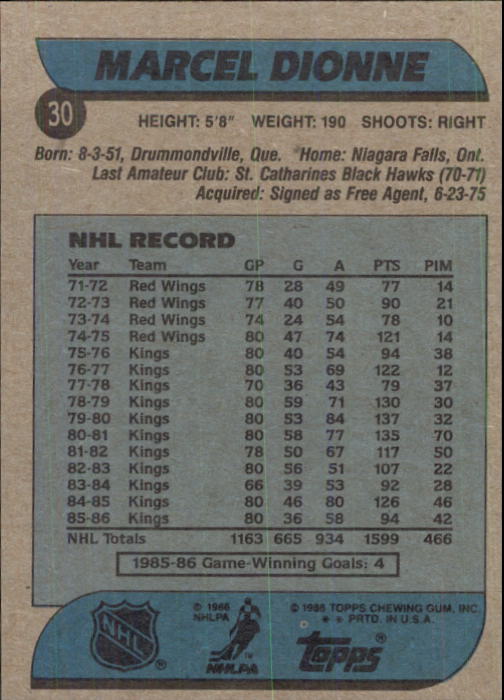 MARCEL DIONNE
30
HEIGHT: 5'8" WEIGHT: 190 SHOOTS: RIGHT
Born: 8-3-51, Drummondville, Que. Home: Niagara Falls, Ont.
Last Amateur Club: St. Catharines Black Hawks (70-71)
Acquired: Signed as Free Agent, 6-23-75
NHL RECORD
Year Team GP G A PTS PIM
71-72 Red Wings 78 28 49 77 14
72-73 Red Wings 77 40 50 90 21
73-74 Red Wings 74 24 54 78 10
74-75 Red Wings 80 47 74 121 14
75-76 Kings 80 40 54 94 38
76-77 Kings 80 53 69 122 12
77-78 Kings 70 36 43 79 37
78-79 Kings 80 59 71 130 30
79-80 Kings 80 53 84 137 32
80-81 Kings 80 58 77 135 70
81-82 Kings 78 50 67 117 50
82-83 Kings 80 56 51 107 22
83-84 Kings 66 39 53 92 28
84-85 Kings 80 46 80 126 46
85-86 Kings 80 36 58 94 42
NHL Totals 1163 665 934 1599 466
1985-86 Game-Winning Goals: 4
NHL ®
© 1986
NHLPA
NHLPA
© 1986 TOPPS CHEWING GUM, INC.
* * PRTD. IN U.S.A.
topps ®